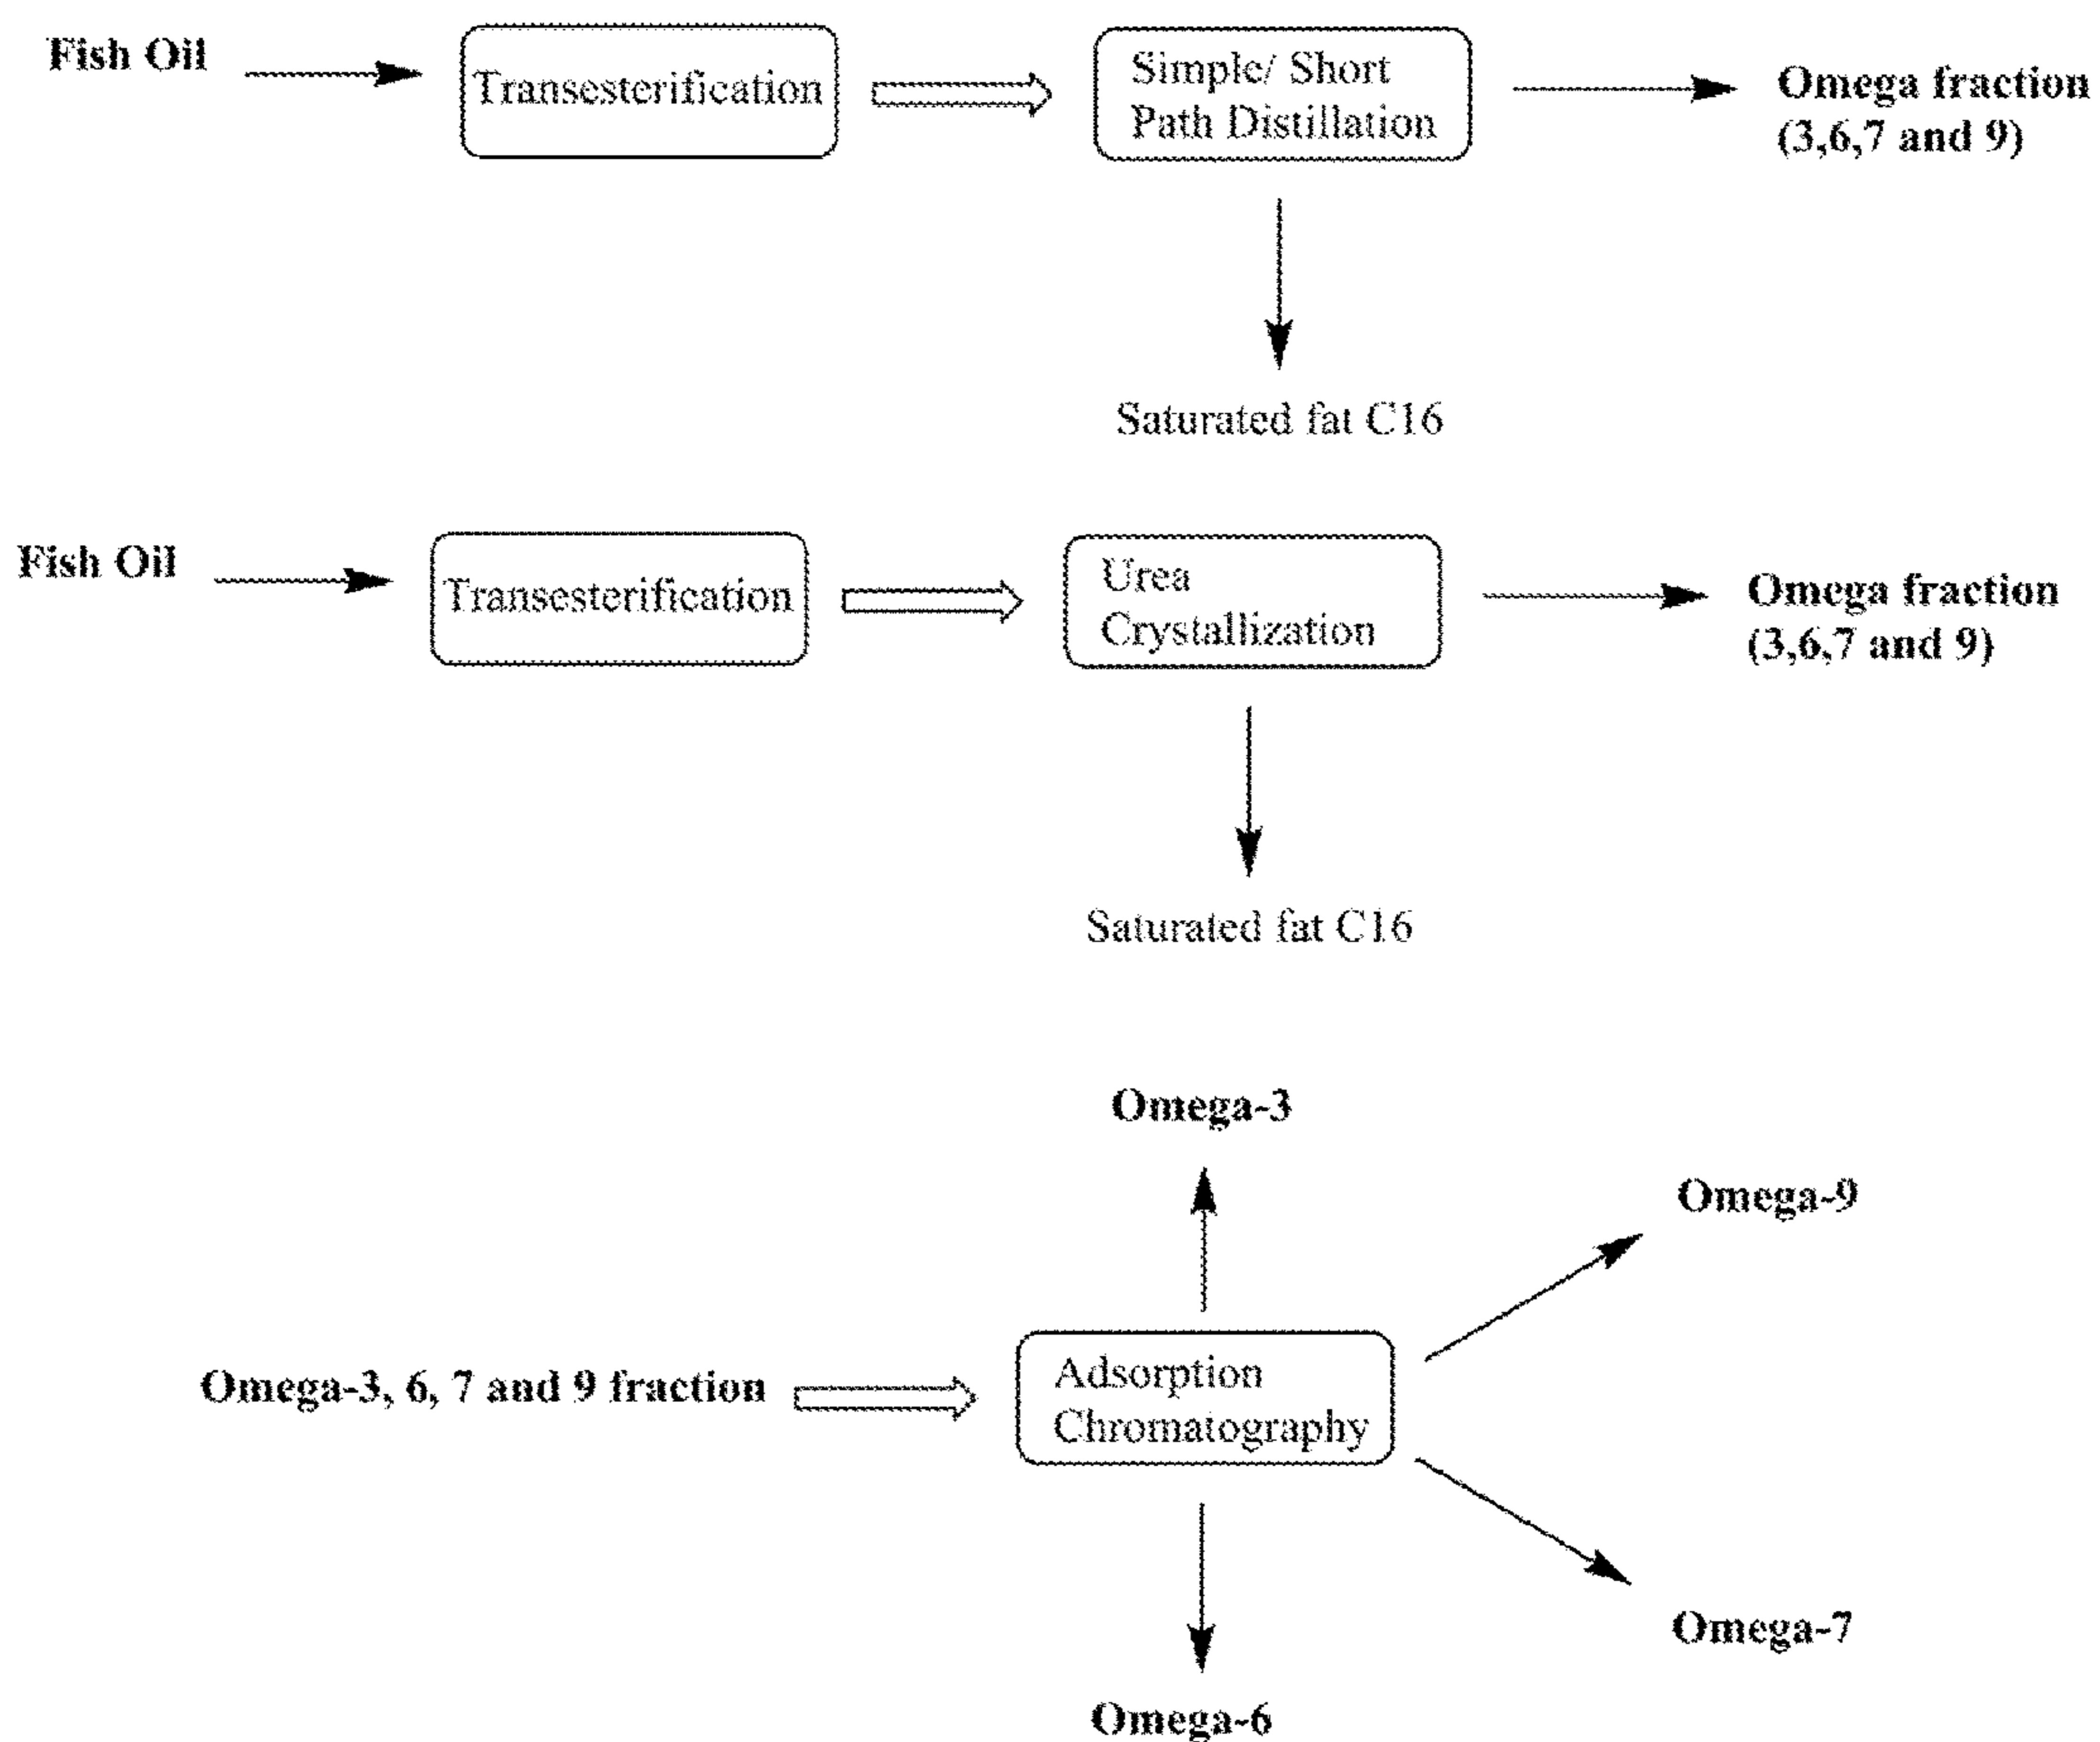 Fish Oil
Transesterification
Simple/ Short
Path Distillation
Omega fraction
(3,6,7 and 9)
Saturated fat C16
Fish Oil
Transesterification
Urea
Crystallization
Omega fraction
(3,6,7 and 9)
Saturated fat C16
Omega-3
Omega-9
Omega-3, 6, 7 and 9 fraction
Adsorption
Chromatography
Omega-7
Omega-6